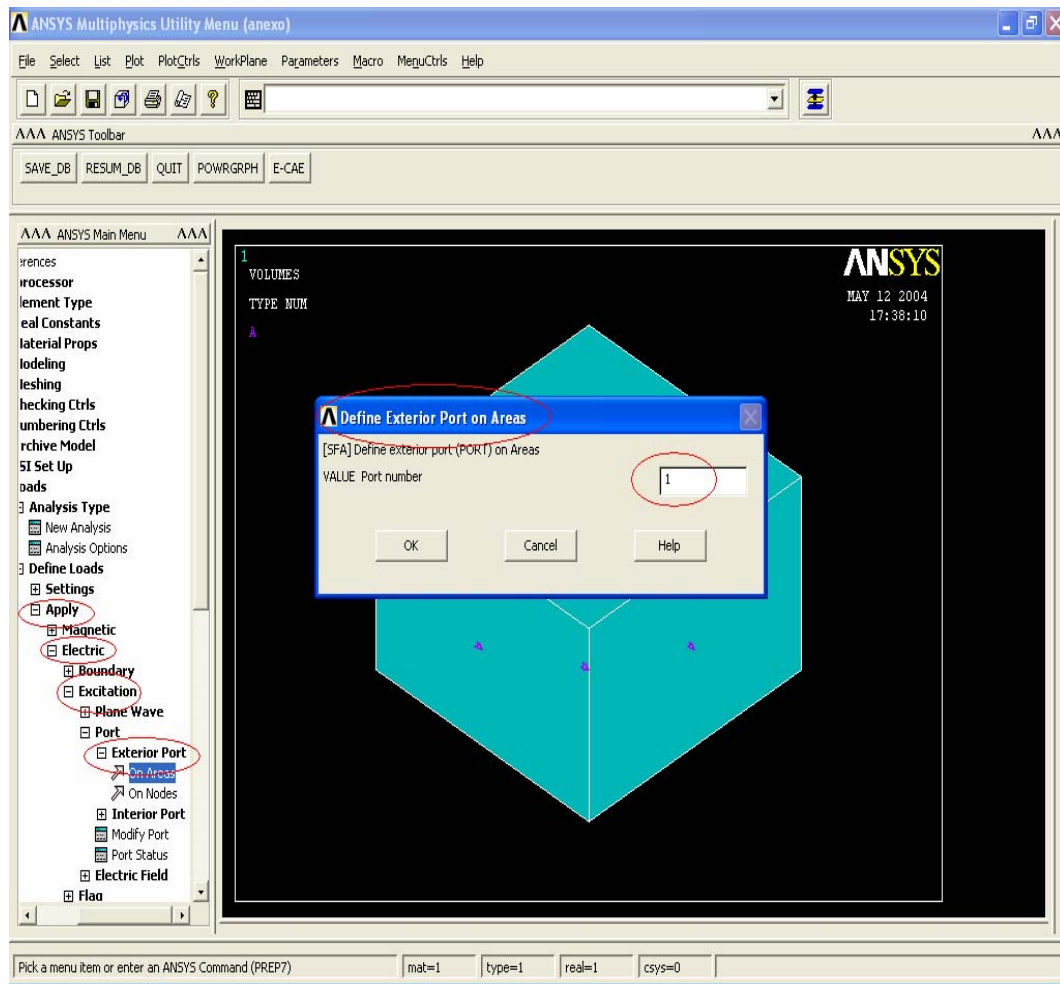 ANSYS Multiphysics Utility Menu (anexo)
File Select List Plot PlotCtrls WorkPlane Parameters Macro MenuCtrls Help
ANSYS Toolbar
SAVE_DB RESUM_DB QUIT POWRGRPH E-CAE
ANSYS Main Menu
erences
rocessor
lement Type
eal Constants
laterial Props
lodeling
leshing
hecking Ctrls
umbering Ctrls
rchive Model
SI Set Up
oads
Analysis Type
New Analysis
Analysis Options
Define Loads
Settings
Apply
Magnetic
Electric
Boundary
Excitation
Plane Wave
Port
Exterior Port
On Areas
On Nodes
Interior Port
Modify Port
Port Status
Electric Field
Flag
1
VOLUMES
TYPE NUM
A
ANSYS
MAY 12 2004
17:38:10
Define Exterior Port on Areas
[SFA] Define exterior port (PORT) on Areas
VALUE Port number 1
OK Cancel Help
Pick a menu item or enter an ANSYS Command (PREP7) mat=1 type=1 real=1 csys=0